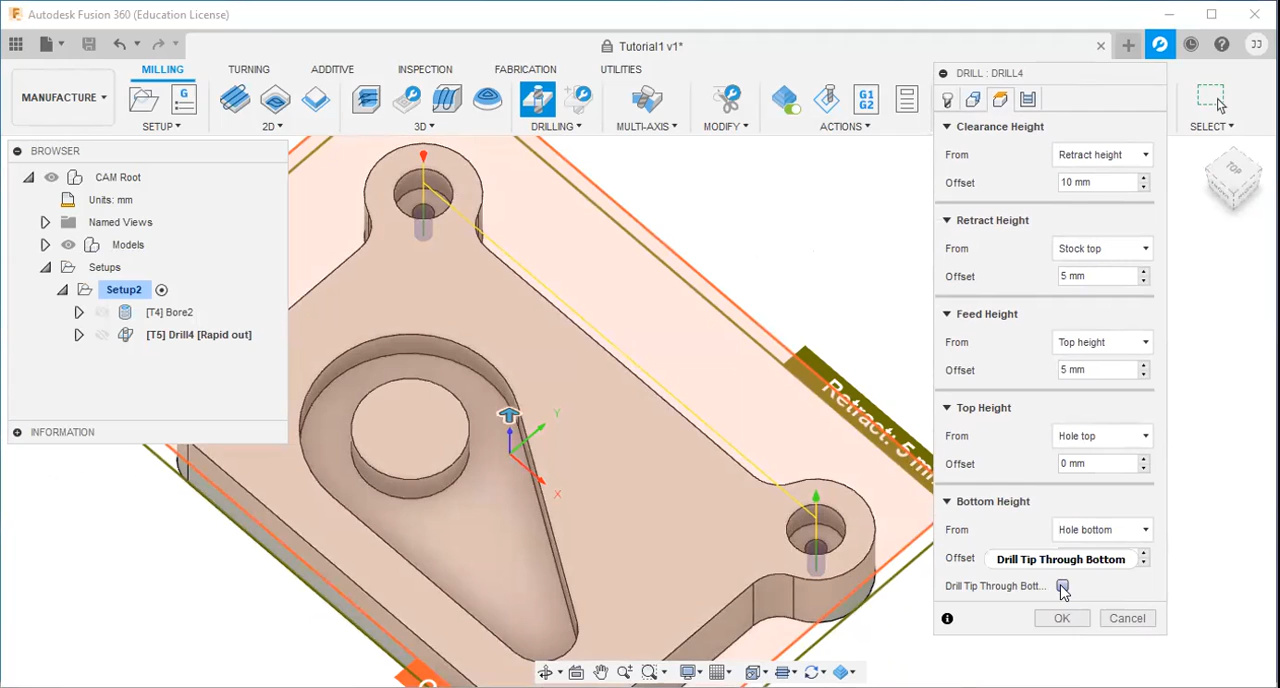 Autodesk Fusion 360 (Education License)
Tutorial1 v1*
JJ
MANUFACTURE
MILLING
TURNING
ADDITIVE
INSPECTION
FABRICATION
UTILITIES
G
G1
G2
SETUP
2D
3D
DRILLING
MULTI-AXIS
MODIFY
ACTIONS
SELECT
BROWSER
CAM Root
Units: mm
Named Views
Models
Setups
Setup2
[T4] Bore2
[T5] Drill4 [Rapid out]
INFORMATION
Y
X
Retract: 5 m
TOP
DRILL : DRILL4
Clearance Height
From Retract height
Offset 10 mm
Retract Height
From Stock top
Offset 5 mm
Feed Height
From Top height
Offset 5 mm
Top Height
From Hole top
Offset 0 mm
Bottom Height
From Hole bottom
Offset
Drill Tip Through Bottom
Drill Tip Through Bott...
OK Cancel